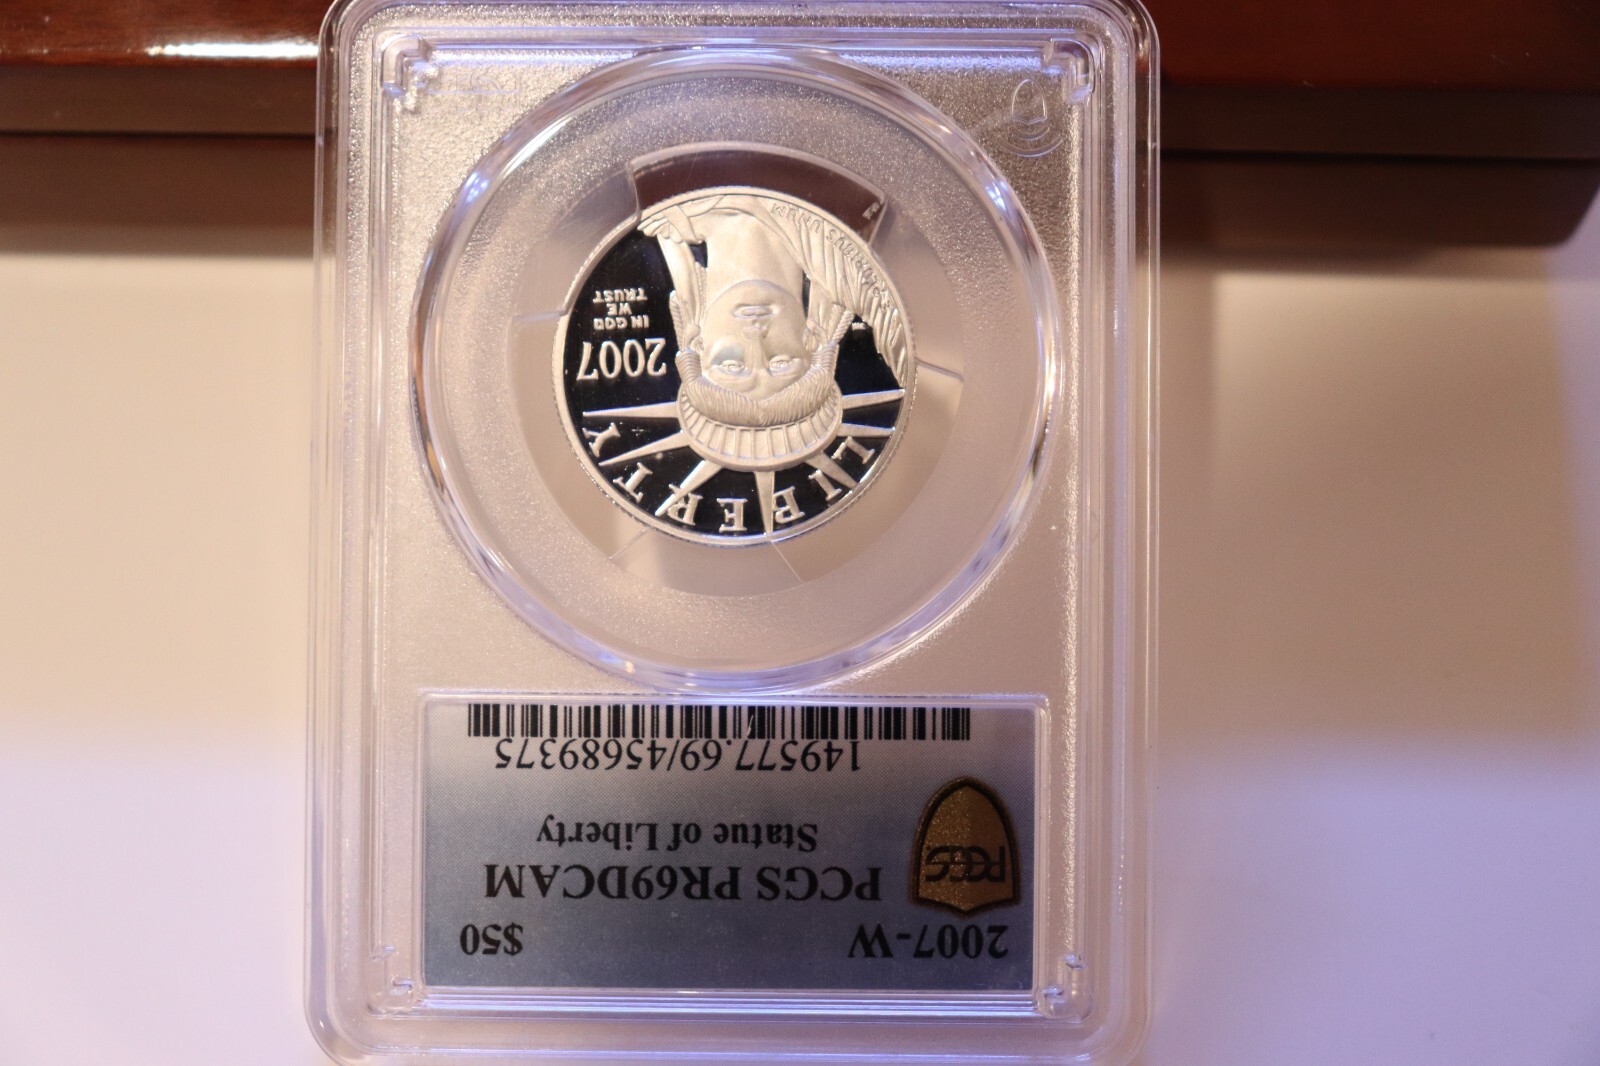 2007-W $50
PCGS PR69DCAM
Statue of Liberty
149577.69/45689375
PCGS
LIBERTY
2007
IN GOD
WE
TRUST
E PLURIBUS UNUM